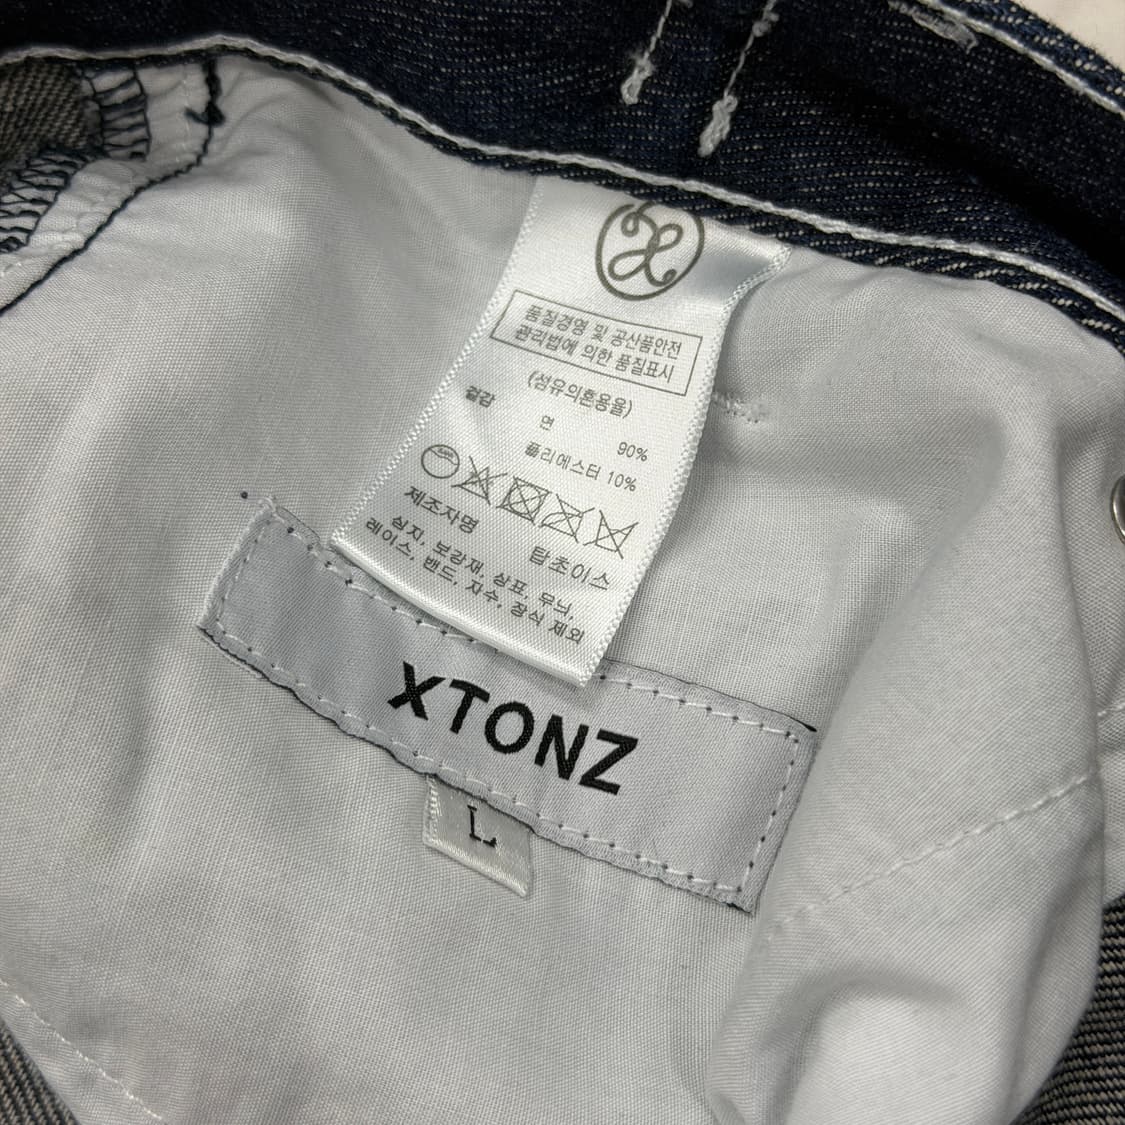 품질경영 및 공산품안전
관리법에 의한 품질표시
(섬유의혼용율)
겉감
면 90%
폴리에스터 10%
제조자명 탑초이스
심지, 보강재, 상표, 무늬,
레이스, 밴드, 자수, 장식 제외
XTONZ
L